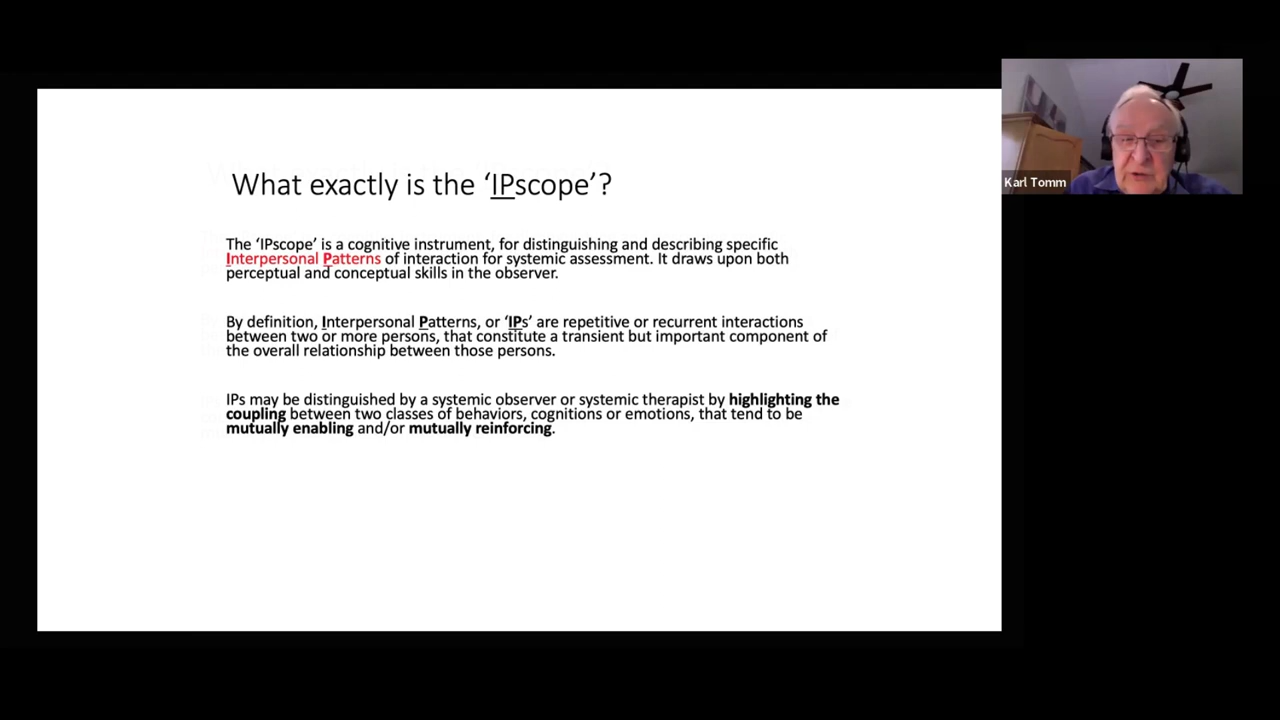 What exactly is the ‘IPscope’?
The ‘IPscope’ is a cognitive instrument, for distinguishing and describing specific
Interpersonal Patterns of interaction for systemic assessment. It draws upon both
perceptual and conceptual skills in the observer.
By definition, Interpersonal Patterns, or ‘IPs’ are repetitive or recurrent interactions
between two or more persons, that constitute a transient but important component of
the overall relationship between those persons.
IPs may be distinguished by a systemic observer or systemic therapist by highlighting the
coupling between two classes of behaviors, cognitions or emotions, that tend to be
mutually enabling and/or mutually reinforcing.
Karl Tomm